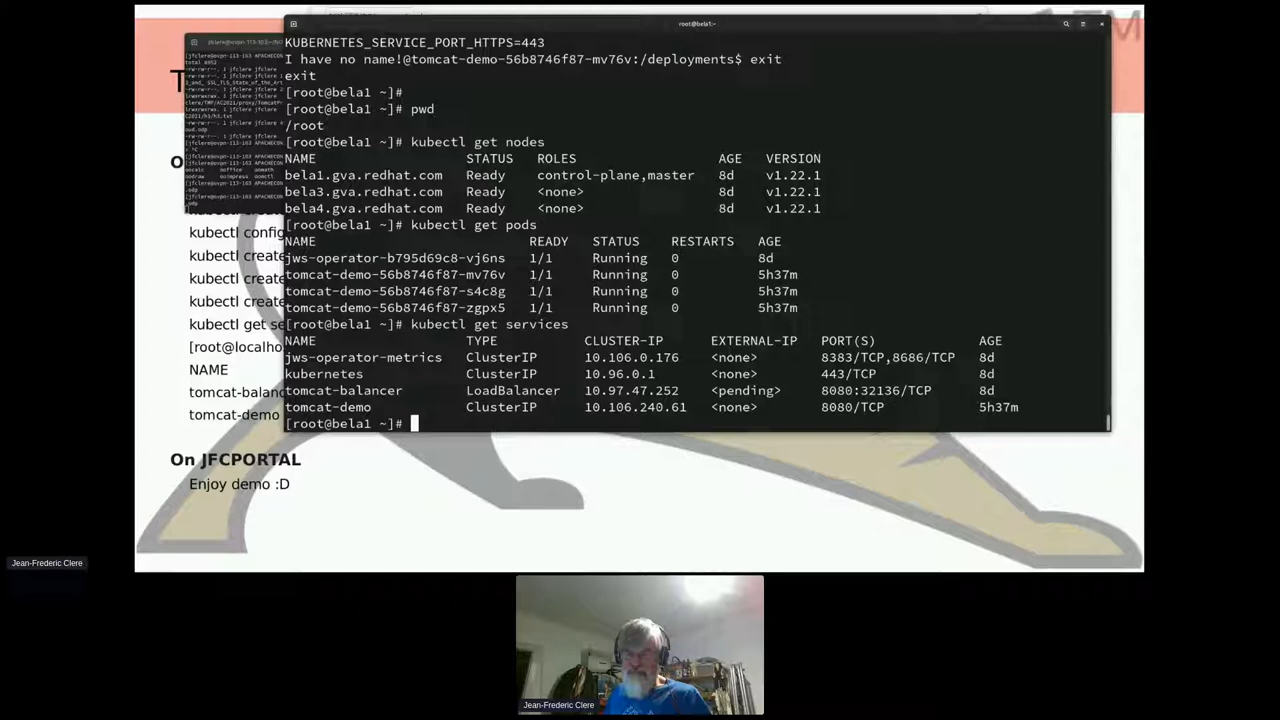 root@bela1:~
KUBERNETES_SERVICE_PORT_HTTPS=443
I have no name!@tomcat-demo-56b8746f87-mv76v:/deployments$ exit
exit
[root@bela1 ~]#
[root@bela1 ~]# pwd
/root
[root@bela1 ~]# kubectl get nodes
NAME STATUS ROLES AGE VERSION
bela1.gva.redhat.com Ready control-plane,master 8d v1.22.1
bela3.gva.redhat.com Ready <none> 8d v1.22.1
bela4.gva.redhat.com Ready <none> 8d v1.22.1
[root@bela1 ~]# kubectl get pods
NAME READY STATUS RESTARTS AGE
jws-operator-b795d69c8-vj6ns 1/1 Running 0 8d
tomcat-demo-56b8746f87-mv76v 1/1 Running 0 5h37m
tomcat-demo-56b8746f87-s4c8g 1/1 Running 0 5h37m
tomcat-demo-56b8746f87-zgpx5 1/1 Running 0 5h37m
[root@bela1 ~]# kubectl get services
NAME TYPE CLUSTER-IP EXTERNAL-IP PORT(S) AGE
jws-operator-metrics ClusterIP 10.106.0.176 <none> 8383/TCP,8686/TCP 8d
kubernetes ClusterIP 10.96.0.1 <none> 443/TCP 8d
tomcat-balancer LoadBalancer 10.97.47.252 <pending> 8080:32136/TCP 8d
tomcat-demo ClusterIP 10.106.240.61 <none> 8080/TCP 5h37m
[root@bela1 ~]#
kubectl config
kubectl create
kubectl create
kubectl create
kubectl get se
[root@localho
NAME
tomcat-balan
tomcat-demo
On JFCPORTAL
Enjoy demo :D
Jean-Frederic Clere
Jean-Frederic Clere